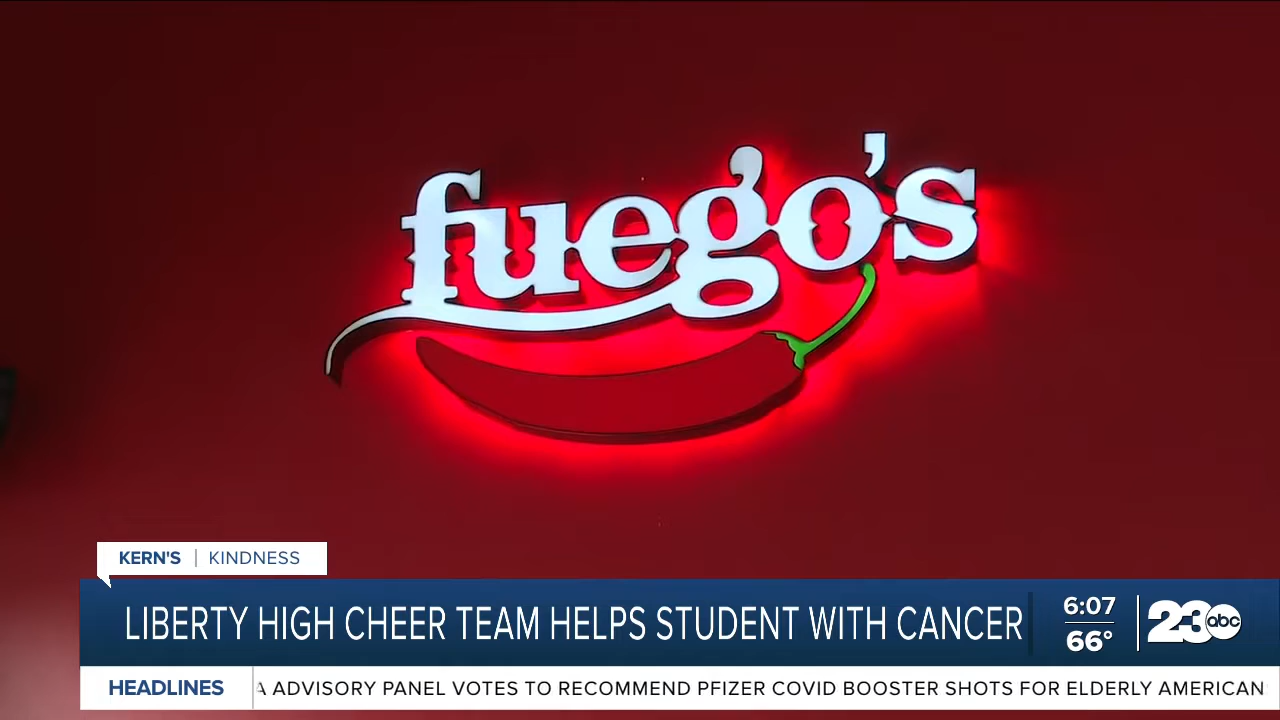 fuego's
KERN'S | KINDNESS
LIBERTY HIGH CHEER TEAM HELPS STUDENT WITH CANCER
6:07
66°
23 abc
HEADLINES
A ADVISORY PANEL VOTES TO RECOMMEND PFIZER COVID BOOSTER SHOTS FOR ELDERLY AMERICAN